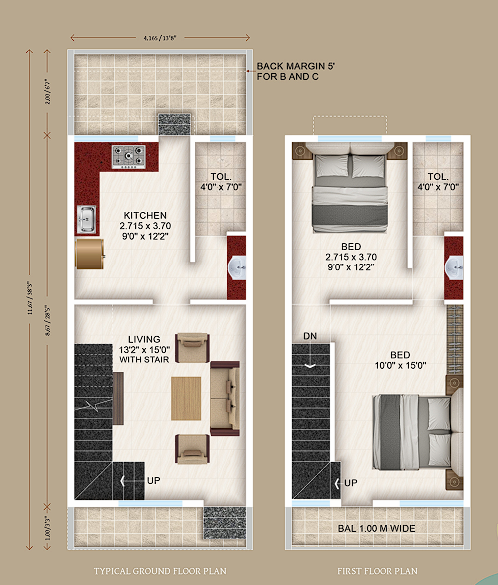 4.165 / 13'8"
BACK MARGIN 5'
FOR B AND C
2.00 / 6'7"
11.67 / 38'3"
8.67 / 28'5"
1.00 / 3'3"
KITCHEN
2.715 x 3.70
9'0" x 12'2"
TOL.
4'0" x 7'0"
LIVING
13'2" x 15'0"
WITH STAIR
UP
TYPICAL GROUND FLOOR PLAN
TOL.
4'0" x 7'0"
BED
2.715 x 3.70
9'0" x 12'2"
DN
BED
10'0" x 15'0"
UP
BAL 1.00 M WIDE
FIRST FLOOR PLAN